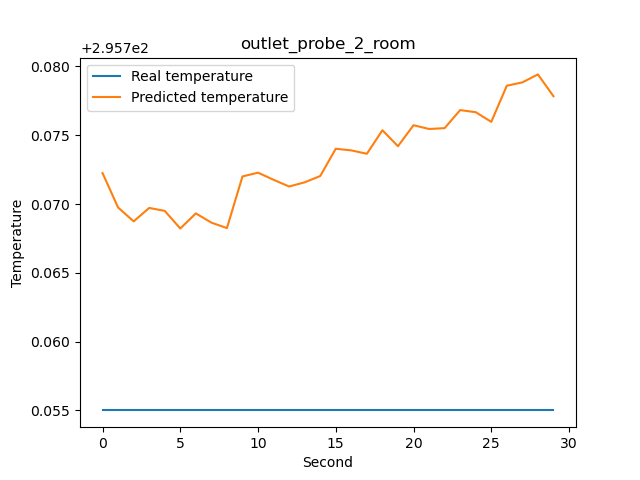 outlet_probe_2_room
+2.957e2
Real temperature
Predicted temperature
0.080
0.075
0.070
0.065
0.060
0.055
Temperature
0 5 10 15 20 25 30
Second